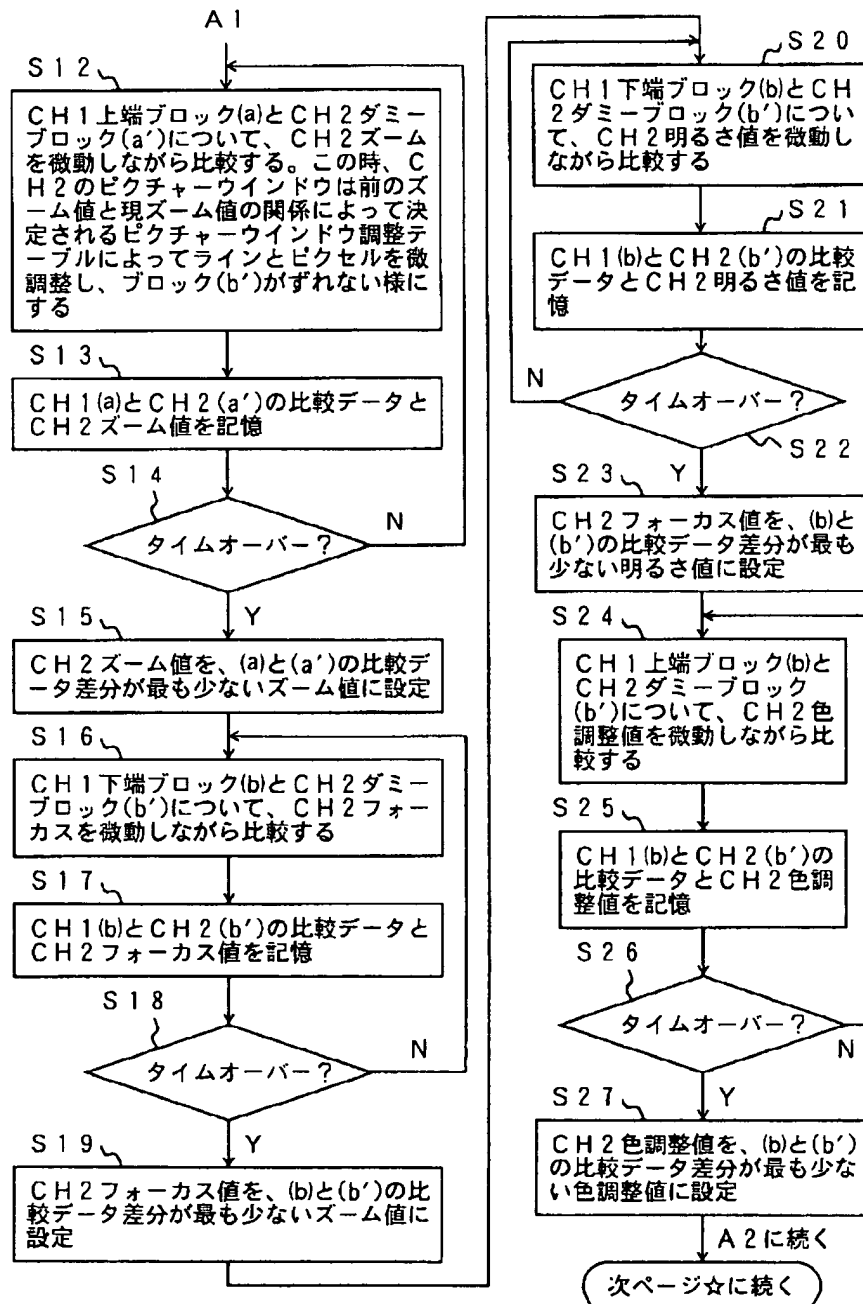 A1
S12
CH1上端ブロック(a)とCH2ダミー
ブロック(a′)について、CH2ズーム
を微動しながら比較する。この時、C
H2のピクチャーウインドウは前のズ
ーム値と現ズーム値の関係によって決
定されるピクチャーウインドウ調整テ
ーブルによってラインとピクセルを微
調整し、ブロック(b′)がずれない様に
する
S13
CH1(a)とCH2(a′)の比較データと
CH2ズーム値を記憶
S14
タイムオーバー?
N
Y
S15
CH2ズーム値を、(a)と(a′)の比較デ
ータ差分が最も少ないズーム値に設定
S16
CH1下端ブロック(b)とCH2ダミー
ブロック(b′)について、CH2フォー
カスを微動しながら比較する
S17
CH1(b)とCH2(b′)の比較データと
CH2フォーカス値を記憶
S18
タイムオーバー?
N
Y
S19
CH2フォーカス値を、(b)と(b′)の比
較データ差分が最も少ないズーム値に
設定
S20
CH1下端ブロック(b)とCH
2ダミーブロック(b′)につい
て、CH2明るさ値を微動し
ながら比較する
S21
CH1(b)とCH2(b′)の比較
データとCH2明るさ値を記
憶
N
タイムオーバー?
S22
Y
S23
CH2フォーカス値を、(b)と
(b′)の比較データ差分が最も
少ない明るさ値に設定
S24
CH1上端ブロック(b)と
CH2ダミーブロック
(b′)について、CH2色
調整値を微動しながら比
較する
S25
CH1(b)とCH2(b′)の
比較データとCH2色調
整値を記憶
S26
タイムオーバー?
N
Y
S27
CH2色調整値を、(b)と(b′)
の比較データ差分が最も少な
い色調整値に設定
A2に続く
次ページ☆に続く